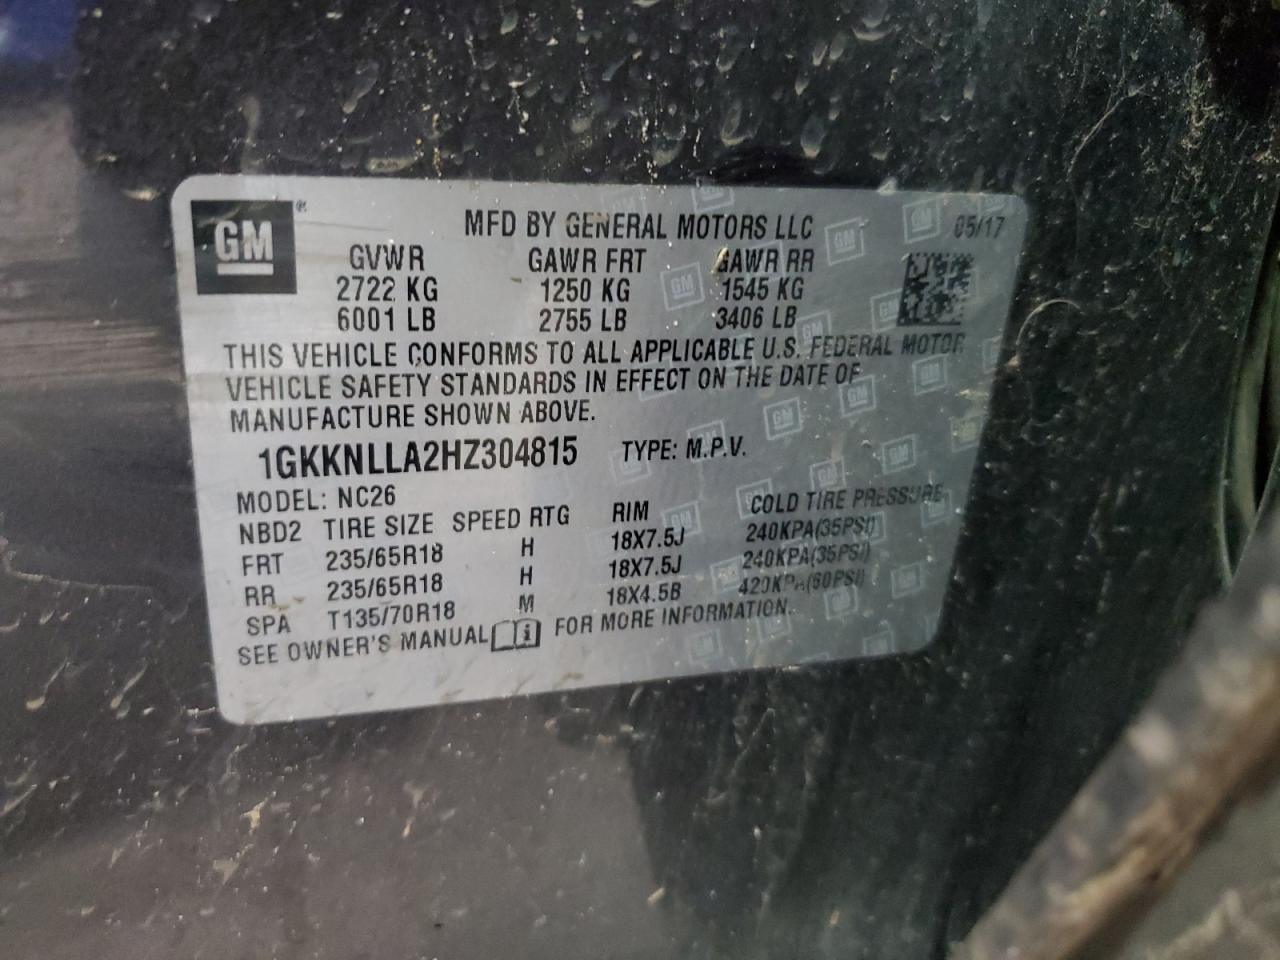 GM®
MFD BY GENERAL MOTORS LLC 05/17
GVWR GAWR FRT GAWR RR
2722 KG 1250 KG 1545 KG
6001 LB 2755 LB 3406 LB
THIS VEHICLE CONFORMS TO ALL APPLICABLE U.S. FEDERAL MOTOR
VEHICLE SAFETY STANDARDS IN EFFECT ON THE DATE OF
MANUFACTURE SHOWN ABOVE.
1GKKNLLA2HZ304815 TYPE: M.P.V.
MODEL: NC26
NBD2 TIRE SIZE SPEED RTG RIM COLD TIRE PRESSURE
FRT 235/65R18 H 18X7.5J 240KPA(35PSI)
RR 235/65R18 H 18X7.5J 240KPA(35PSI)
SPA T135/70R18 M 18X4.5B 420KPA(60PSI)
SEE OWNER'S MANUAL FOR MORE INFORMATION.